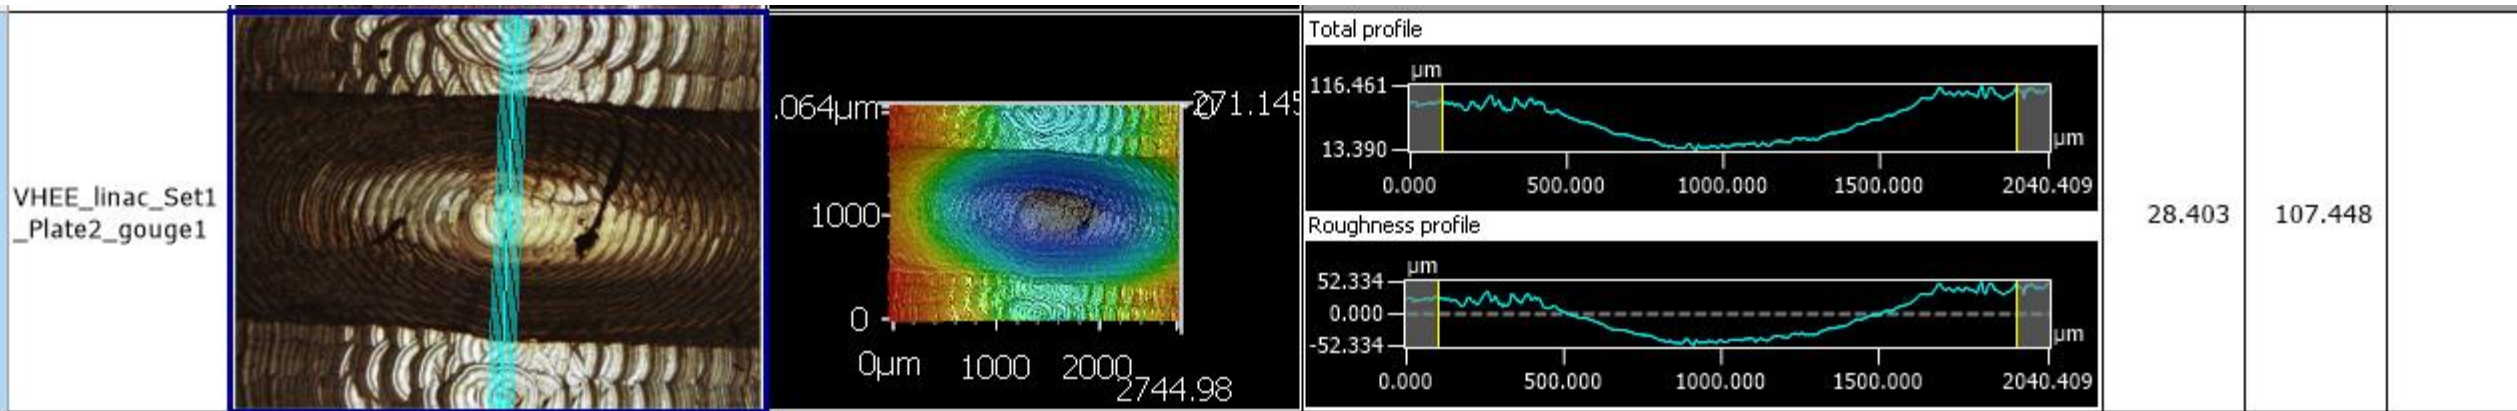 VHEE_linac_Set1
_Plate2_gouge1
.064μm
271.145
0
1000
0
0μm
1000
2000
2744.98
Total profile
μm
116.461
13.390
μm
0.000
500.000
1000.000
1500.000
2040.409
Roughness profile
μm
52.334
0.000
-52.334
μm
0.000
500.000
1000.000
1500.000
2040.409
28.403
107.448